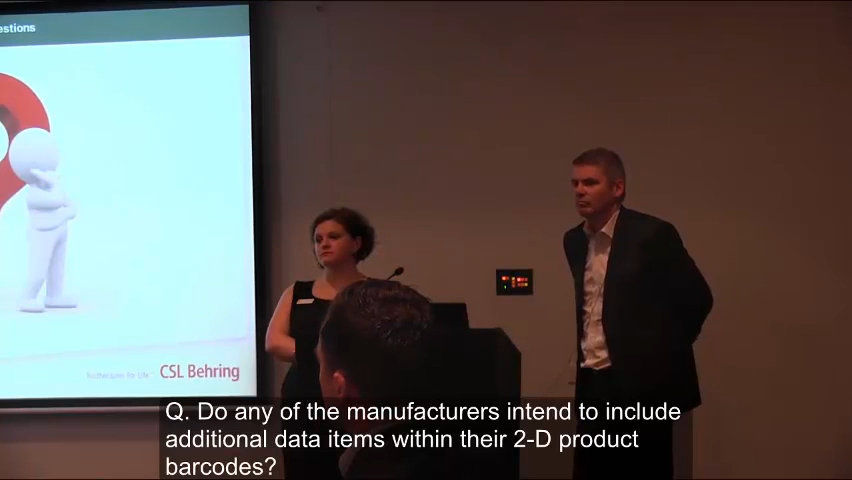 estions
Biotherapies for Life™ CSL Behring
Q. Do any of the manufacturers intend to include
additional data items within their 2-D product
barcodes?